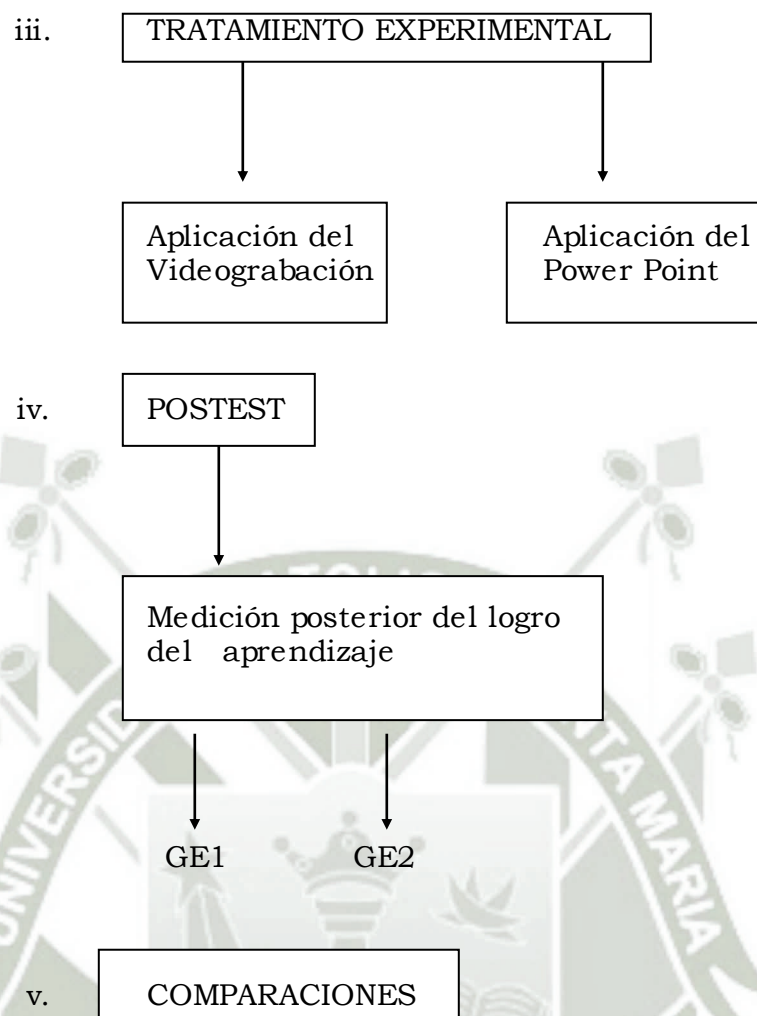 iii. TRATAMIENTO EXPERIMENTAL
Aplicación del
Videograbación
Aplicación del
Power Point
iv. POSTEST
Medición posterior del logro
del aprendizaje
GE1 GE2
v. COMPARACIONES